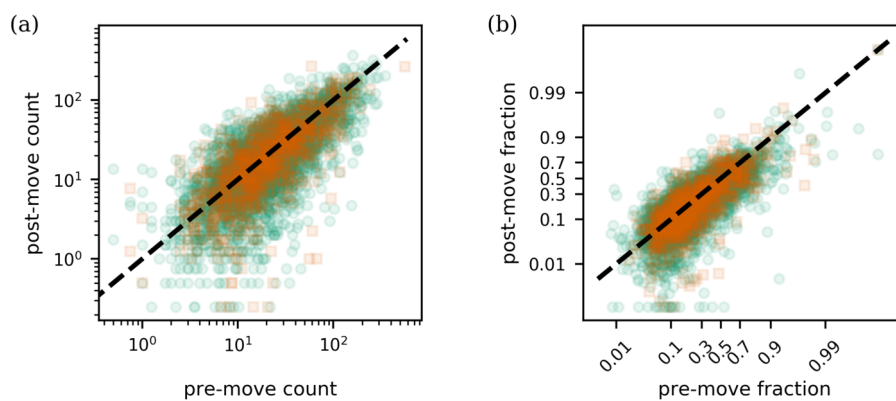 (a)
post-move count
10²
10¹
10⁰
10⁰ 10¹ 10²
pre-move count
(b)
post-move fraction
0.99
0.9
0.7
0.5
0.3
0.1
0.01
0.01 0.1 0.3 0.5 0.7 0.9 0.99
pre-move fraction